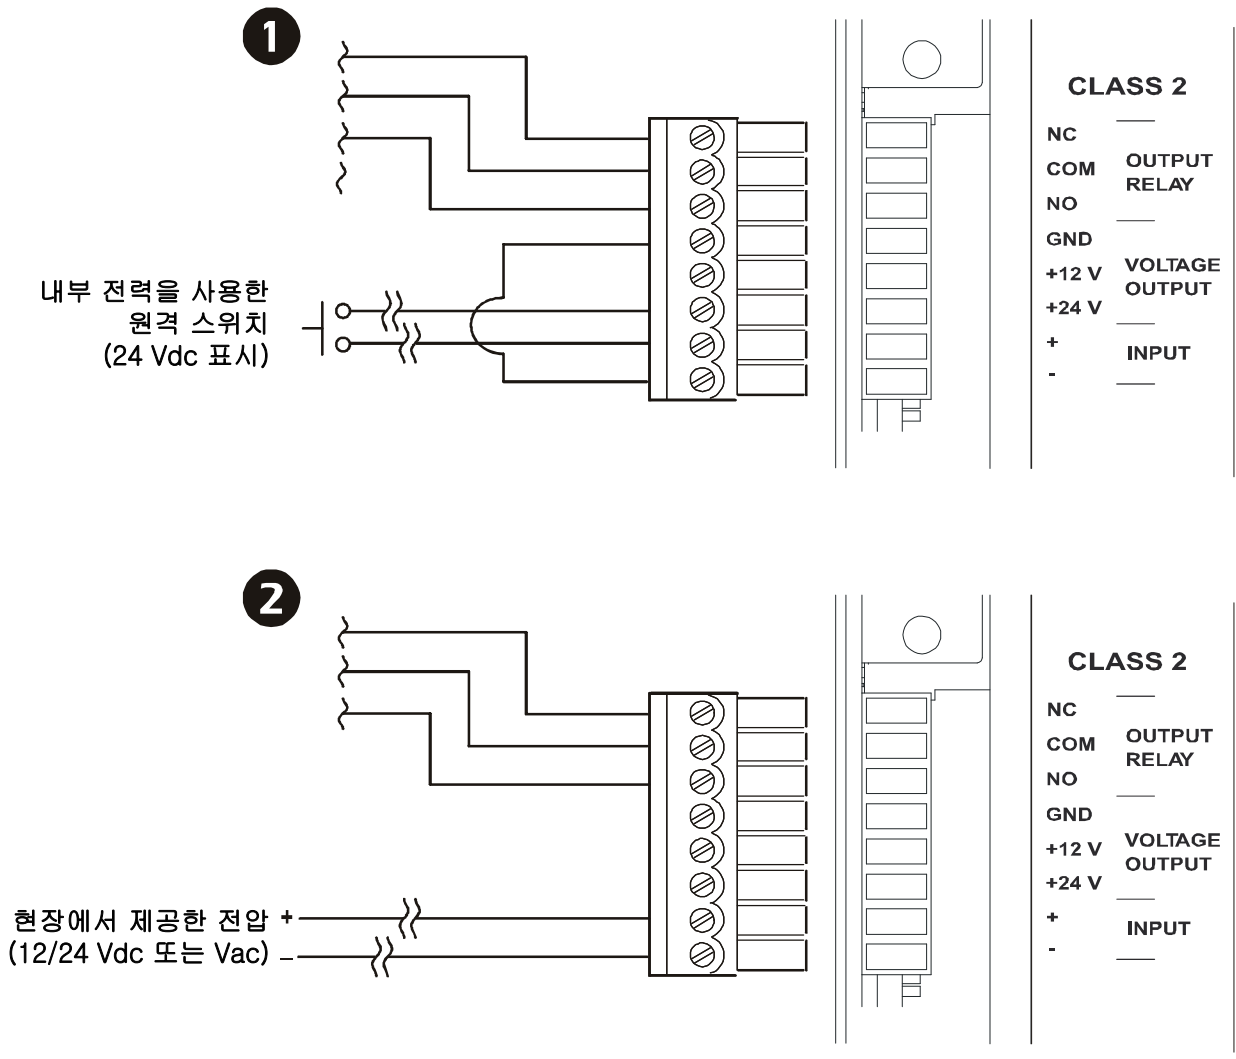 1
CLASS 2
NC
COM
OUTPUT
RELAY
NO
GND
+12 V
VOLTAGE
OUTPUT
+24 V
+
INPUT
-
내부 전력을 사용한
원격 스위치
(24 Vdc 표시)
2
CLASS 2
NC
COM
OUTPUT
RELAY
NO
GND
+12 V
VOLTAGE
OUTPUT
+24 V
+
INPUT
-
현장에서 제공한 전압 +
(12/24 Vdc 또는 Vac) –